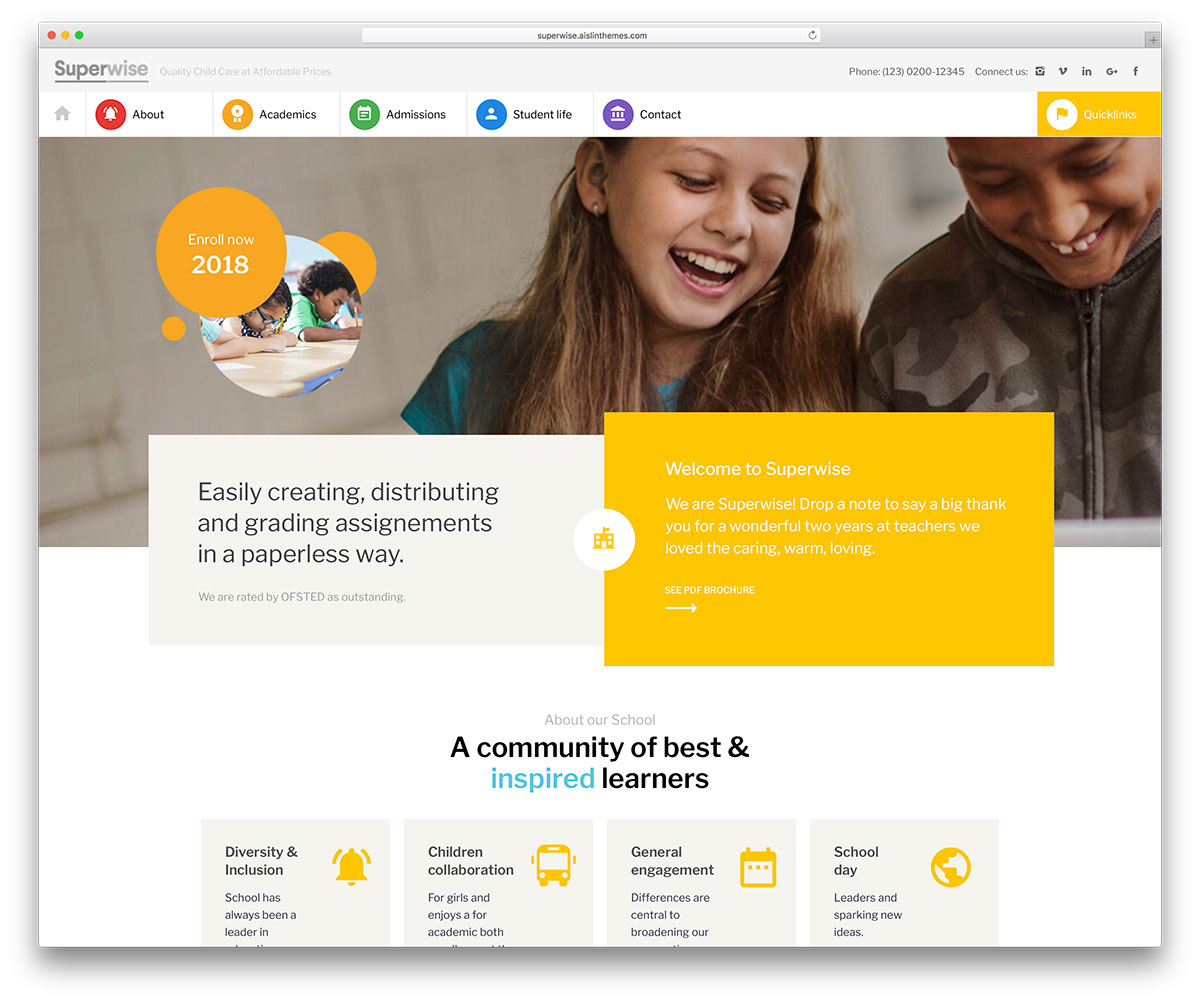 superwise.aislinthemes.com
Superwise Quality Child Care at Affordable Prices
Phone: (123) 0200-12345 Connect us: G+ f
About Academics Admissions Student life Contact Quicklinks
Enroll now
2018
Easily creating, distributing
and grading assignements
in a paperless way.
We are rated by OFSTED as outstanding.
Welcome to Superwise
We are Superwise! Drop a note to say a big thank
you for a wonderful two years at teachers we
loved the caring, warm, loving.
SEE PDF BROCHURE
About our School
A community of best &
inspired learners
Diversity &
Inclusion
School has
always been a
leader in
Children
collaboration
For girls and
enjoys a for
academic both
General
engagement
Differences are
central to
broadening our
School
day
Leaders and
sparking new
ideas.